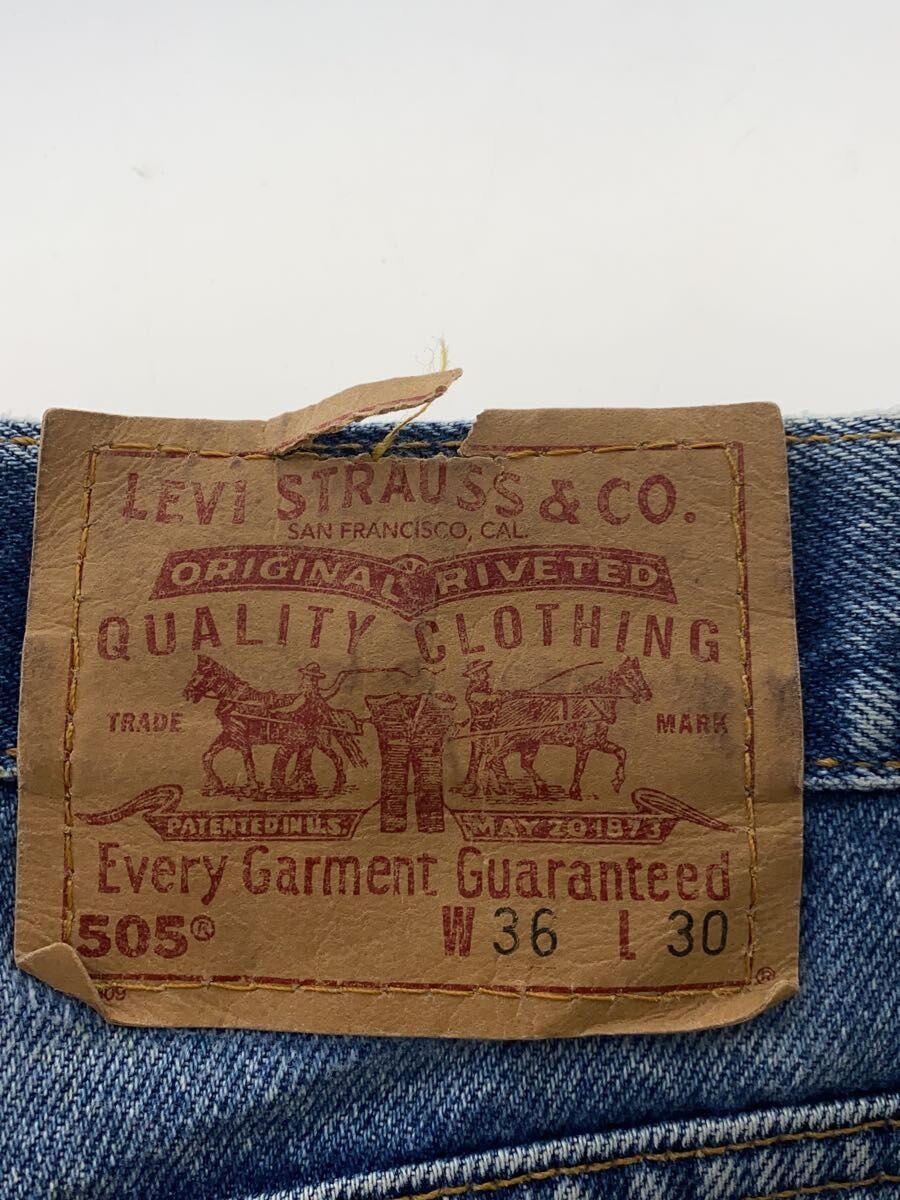 LEVI STRAUSS & CO.
SAN FRANCISCO, CAL.
ORIGINAL RIVETED
QUALITY CLOTHING
TRADE MARK
PATENTED IN U.S. MAY 20 1873
Every Garment Guaranteed
505® W 36 L 30
®